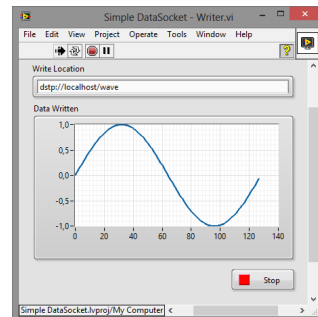 Simple DataSocket - Writer.vi
File Edit View Project Operate Tools Window Help
Write Location
dstp://localhost/wave
Data Written
1,0
0,5
0,0
-0,5
-1,0
0 20 40 60 80 100 120 140
Stop
Simple DataSocket.lvproj/My Computer